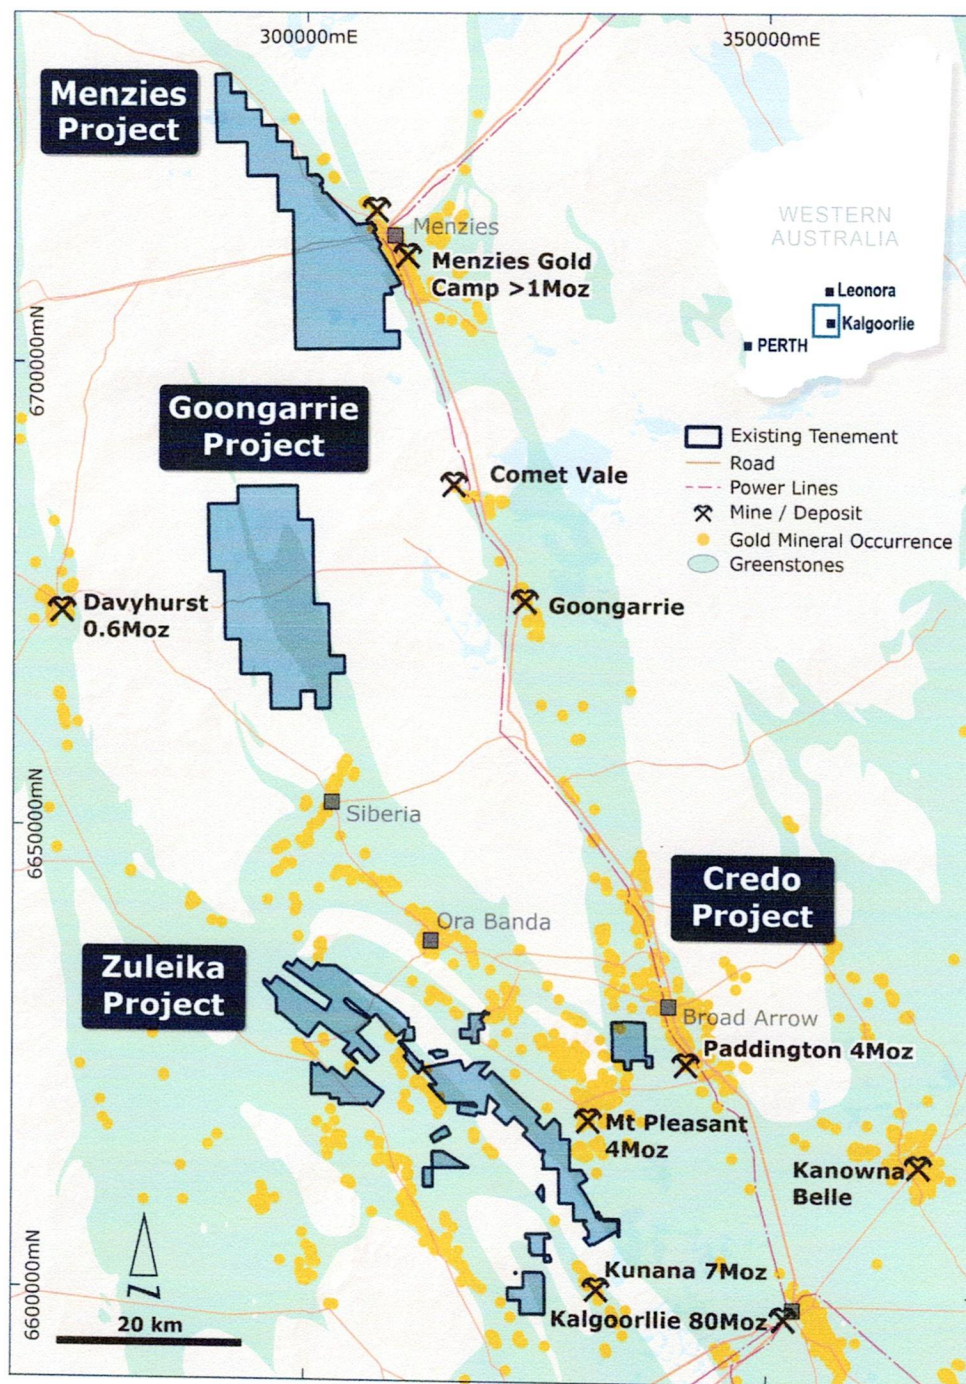 300000mE
350000mE
Menzies
Project
WESTERN
AUSTRALIA
Leonora
Kalgoorlie
PERTH
Menzies
Menzies Gold
Camp >1Moz
6700000mN
Goongarrie
Project
Existing Tenement
Road
Power Lines
Mine / Deposit
Gold Mineral Occurrence
Greenstones
Comet Vale
Davyhurst
0.6Moz
Goongarrie
6650000mN
Siberia
Credo
Project
Ora Banda
Zuleika
Project
Broad Arrow
Paddington 4Moz
Mt Pleasant
4Moz
Kanowna
Belle
6600000mN
N
20 km
Kunana 7Moz
Kalgoorllie 80Moz